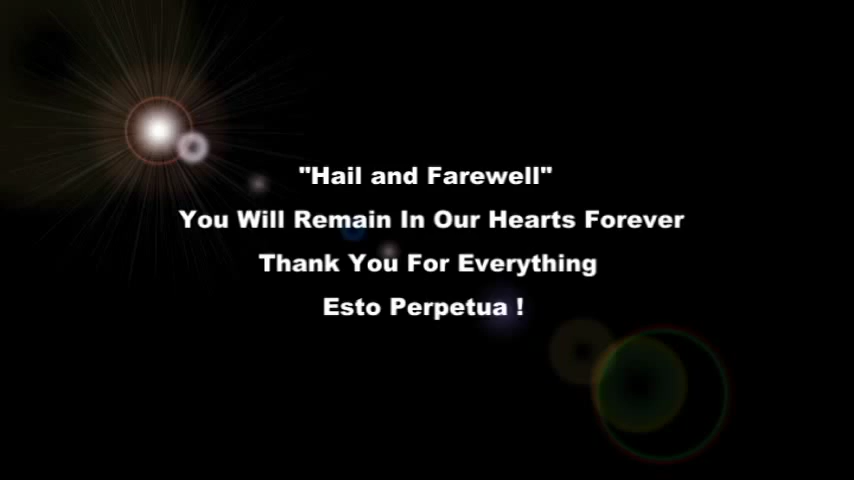 "Hail and Farewell"
You Will Remain In Our Hearts Forever
Thank You For Everything
Esto Perpetua !